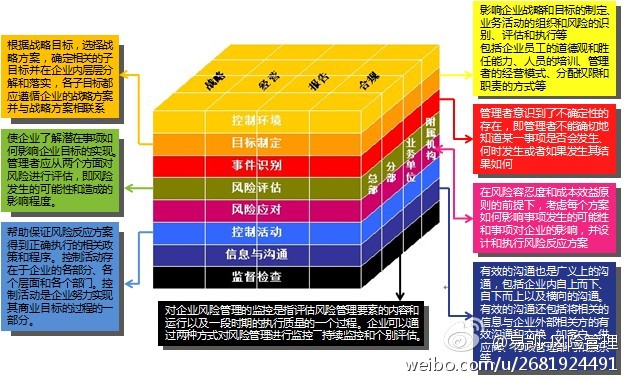 根据战略目标，选择战
略方案，确定相关的子
目标并在企业内层层分
解和落实，各子目标都
应遵循企业的战略方案
并与战略方案相联系
使企业了解潜在事项如
何影响企业目标的实现。
管理者应从两个方面对
风险进行评估，即风险
发生的可能性和造成的
影响程度。
帮助保证风险反应方案
得到正确执行的相关政
策和程序。控制活动存
在于企业的各部分、各
个层面和各个部门。控
制活动是企业努力实现
其商业目标的过程的一
部分。
战略
经营
报告
合规
控制环境
目标制定
事件识别
风险评估
风险应对
控制活动
信息与沟通
监督检查
总部
分部
业务单位
附属机构
对企业风险管理的监控是指评估风险管理要素的内容和
运行以及一段时期的执行质量的一个过程。企业可以通
过两种方式对风险管理进行监控—持续监控和个别评估。
影响企业战略和目标的制定、
业务活动的组织和风险的识
别、评估和执行等
包括企业员工的道德观和胜
任能力、人员的培训、管理
者的经营模式、分配权限和
职责的方式等
管理者意识到了不确定性的
存在，即管理者不能确切地
知道某一事项是否会发生、
何时发生或者如果发生其结
果如何
在风险容忍度和成本效益原
则的前提下，考虑每个方案
如何影响事项发生的可能性
和事项对企业的影响，并设
计和执行风险反应方案
有效的沟通也是广义上的沟
通，包括企业内自上而下、
自下而上以及横向的沟通。
有效的沟通还包括将相关的
信息与企业外部相关方的有
效沟通和交换，如客户、供
应商、行政管理部门和股东
等
@易凯-风险管理
weibo.com/u/2681924491